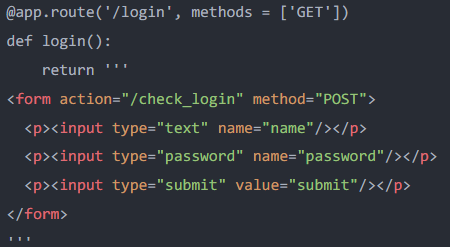 @app.route('/login', methods = ['GET'])
def login():
    return '''
<form action="/check_login" method="POST">
  <p><input type="text" name="name"/></p>
  <p><input type="password" name="password"/></p>
  <p><input type="submit" value="submit"/></p>
</form>
'''